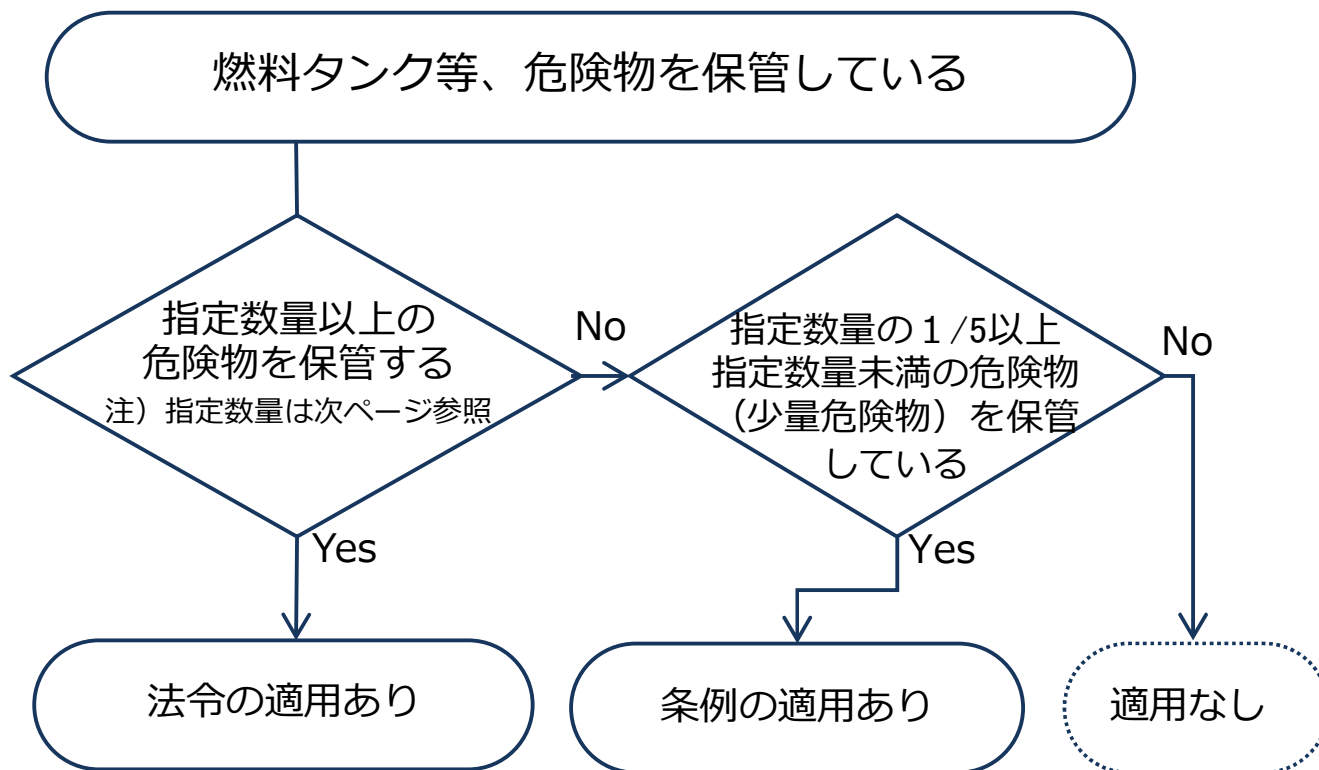 燃料タンク等、危険物を保管している
指定数量以上の
危険物を保管する
注）指定数量は次ページ参照
No
指定数量の１/5以上
指定数量未満の危険物
（少量危険物）を保管
している
No
Yes
Yes
法令の適用あり
条例の適用あり
適用なし